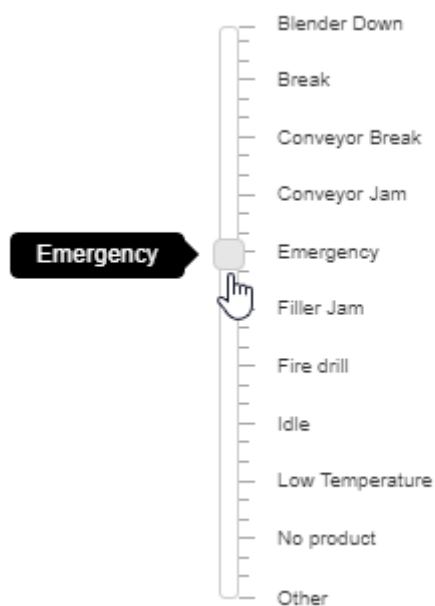 Blender Down
Break
Conveyor Break
Conveyor Jam
Emergency
Emergency
Filler Jam
Fire drill
Idle
Low Temperature
No product
Other